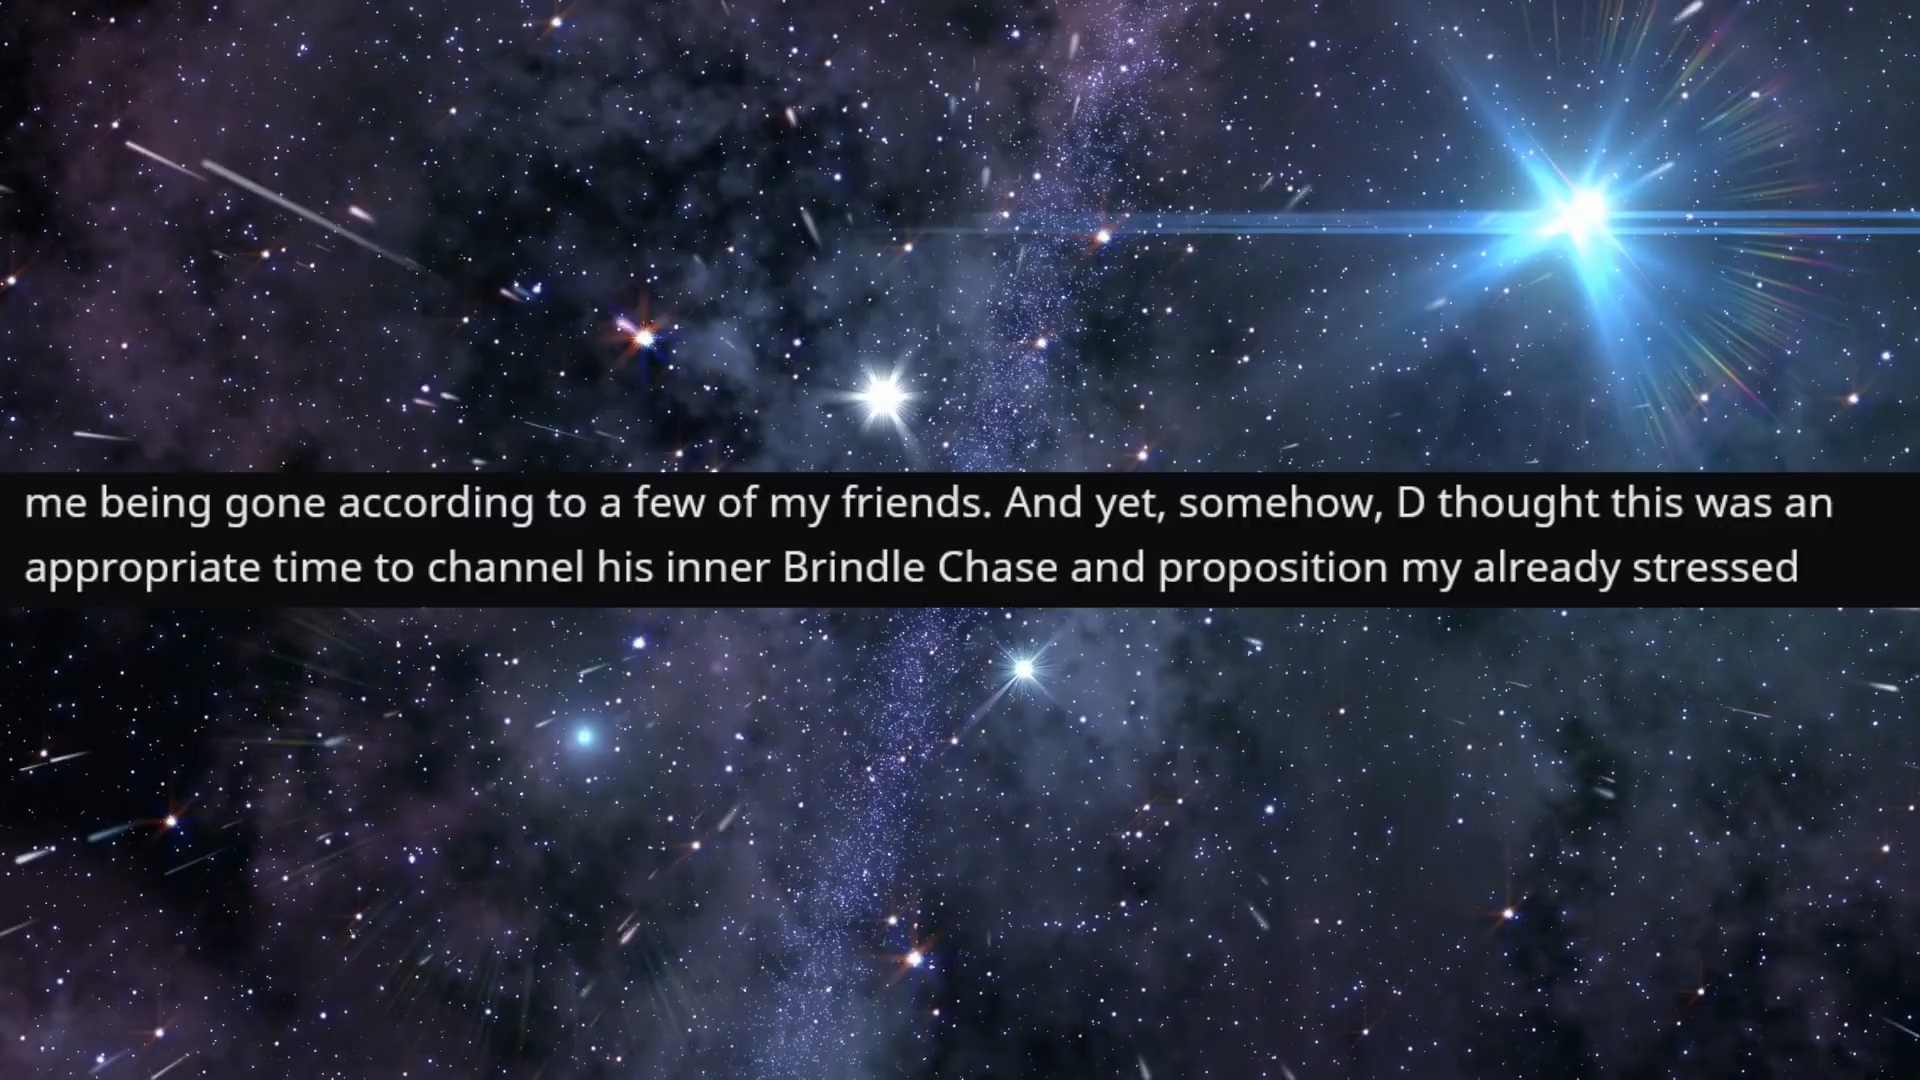 me being gone according to a few of my friends. And yet, somehow, D thought this was an
appropriate time to channel his inner Brindle Chase and proposition my already stressed